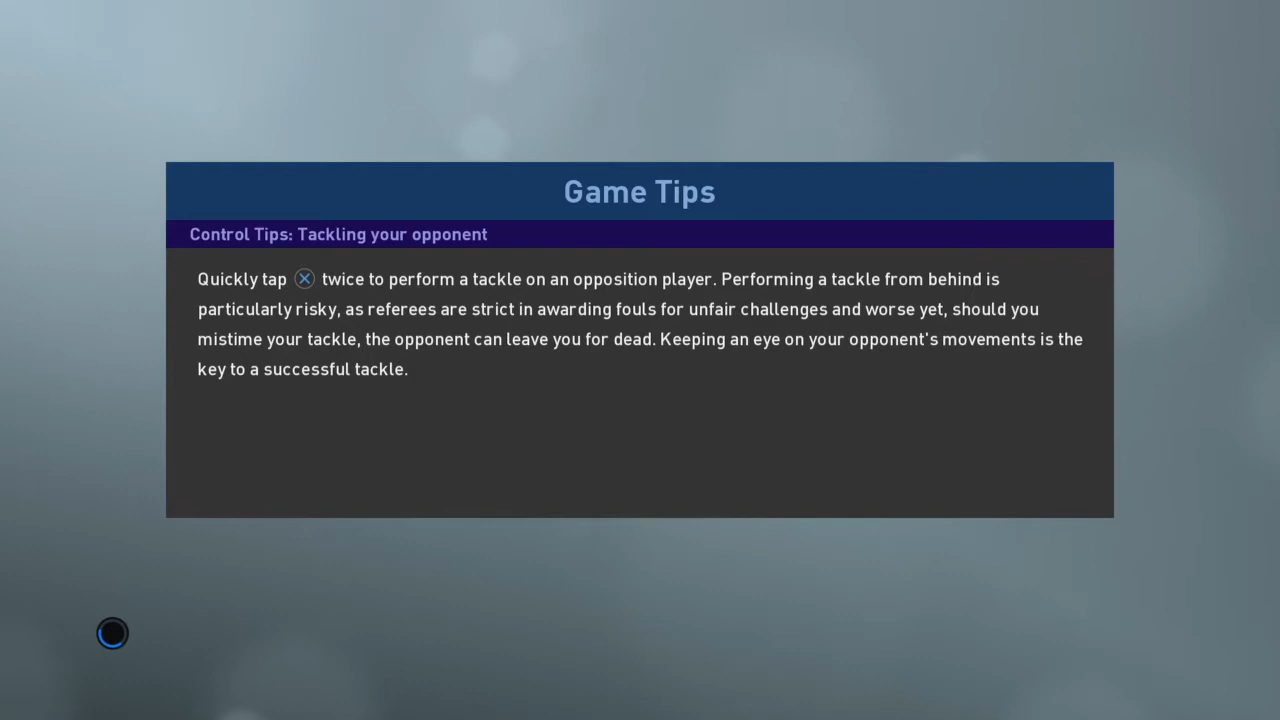 Game Tips
Control Tips: Tackling your opponent
Quickly tap ⓧ twice to perform a tackle on an opposition player. Performing a tackle from behind is
particularly risky, as referees are strict in awarding fouls for unfair challenges and worse yet, should you
mistime your tackle, the opponent can leave you for dead. Keeping an eye on your opponent's movements is the
key to a successful tackle.